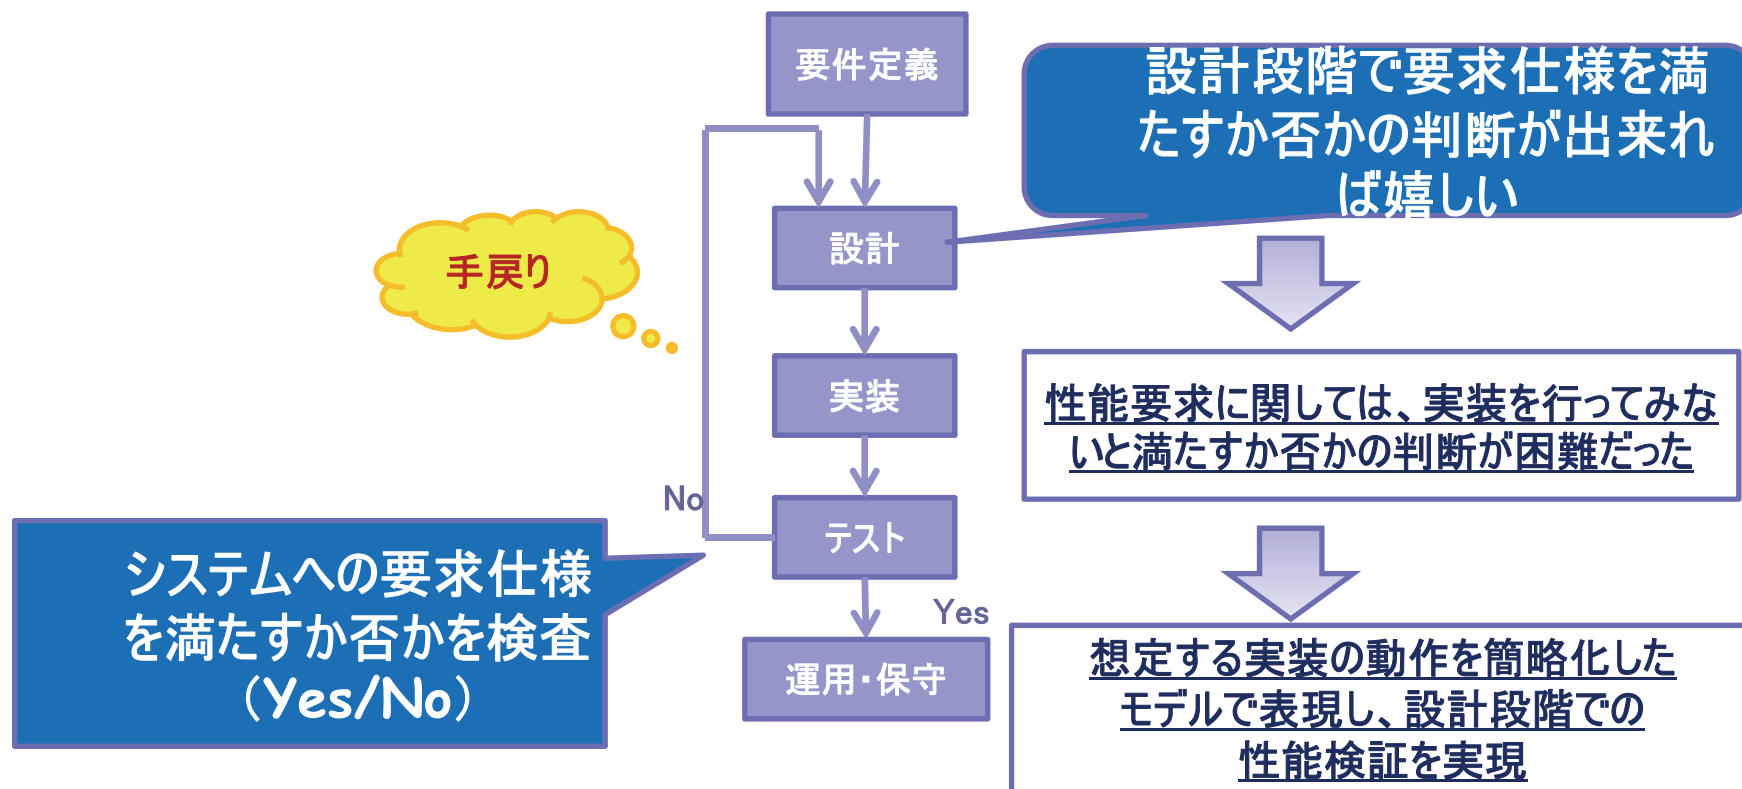 要件定義
設計段階で要求仕様を満
たすか否かの判断が出来れ
ば嬉しい
手戻り
設計
実装
性能要求に関しては、実装を行ってみな
いと満たすか否かの判断が困難だった
No
テスト
システムへの要求仕様
を満たすか否かを検査
（Yes/No）
Yes
運用・保守
想定する実装の動作を簡略化した
モデルで表現し、設計段階での
性能検証を実現